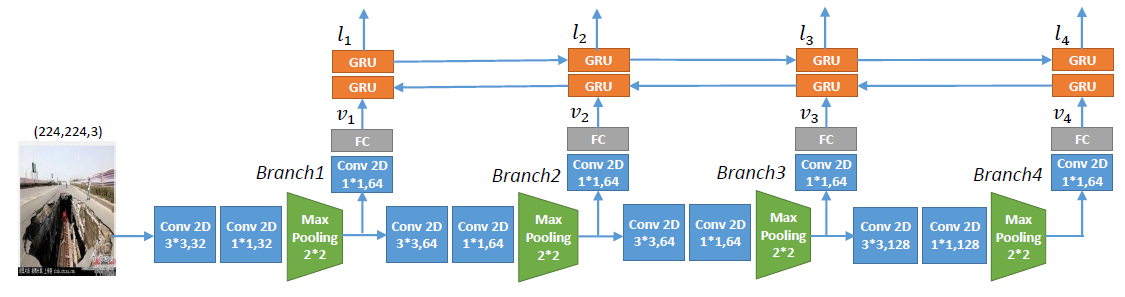 l₁
l₂
l₃
l₄
GRU
GRU
GRU
GRU
GRU
GRU
GRU
GRU
v₁
v₂
v₃
v₄
(224,224,3)
FC
FC
FC
FC
Branch1
Conv 2D
1*1,64
Branch2
Conv 2D
1*1,64
Branch3
Conv 2D
1*1,64
Branch4
Conv 2D
1*1,64
Conv 2D
3*3,32
Conv 2D
1*1,32
Max
Pooling
2*2
Conv 2D
3*3,64
Conv 2D
1*1,64
Max
Pooling
2*2
Conv 2D
3*3,64
Conv 2D
1*1,64
Max
Pooling
2*2
Conv 2D
3*3,128
Conv 2D
1*1,128
Max
Pooling
2*2